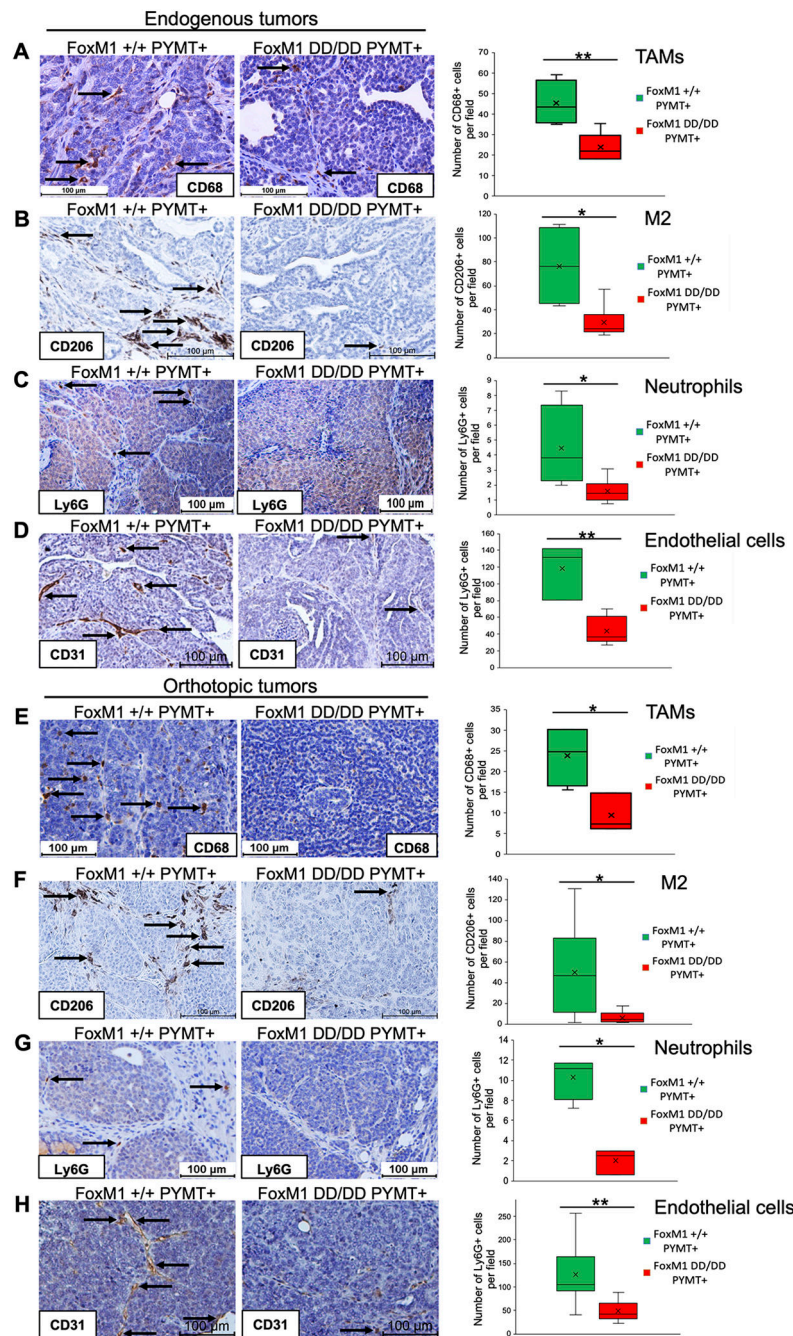 Endogenous tumors
A
FoxM1 +/+ PYMT+
FoxM1 DD/DD PYMT+
100 µm
CD68
100 µm
CD68
Number of CD68+ cells
per field
70
60
50
40
30
20
10
0
**
TAMs
FoxM1 +/+
PYMT+
FoxM1 DD/DD
PYMT+
B
FoxM1 +/+ PYMT+
FoxM1 DD/DD PYMT+
CD206
100 µm
CD206
100 µm
Number of CD206+ cells
per field
120
100
80
60
40
20
0
*
M2
FoxM1 +/+
PYMT+
FoxM1 DD/DD
PYMT+
C
FoxM1 +/+ PYMT+
FoxM1 DD/DD PYMT+
Ly6G
100 µm
Ly6G
100 µm
Number of Ly6G+ cells
per field
9
8
7
6
5
4
3
2
1
0
*
Neutrophils
FoxM1 +/+
PYMT+
FoxM1 DD/DD
PYMT+
D
FoxM1 +/+ PYMT+
FoxM1 DD/DD PYMT+
CD31
100 µm
CD31
100 µm
Number of Ly6G+ cells
per field
160
140
120
100
80
60
40
20
0
**
Endothelial cells
FoxM1 +/+
PYMT+
FoxM1 DD/DD
PYMT+
Orthotopic tumors
E
FoxM1 +/+ PYMT+
FoxM1 DD/DD PYMT+
100 µm
CD68
100 µm
CD68
Number of CD68+ cells
per field
35
30
25
20
15
10
5
0
*
TAMs
FoxM1 +/+
PYMT+
FoxM1 DD/DD
PYMT+
F
FoxM1 +/+ PYMT+
FoxM1 DD/DD PYMT+
CD206
100 µm
CD206
100 µm
Number of CD206+ cells
per field
140
120
100
80
60
40
20
0
*
M2
FoxM1 +/+
PYMT+
FoxM1 DD/DD
PYMT+
G
FoxM1 +/+ PYMT+
FoxM1 DD/DD PYMT+
Ly6G
100 µm
Ly6G
100 µm
Number of Ly6G+ cells
per field
14
12
10
8
6
4
2
0
*
Neutrophils
FoxM1 +/+
PYMT+
FoxM1 DD/DD
PYMT+
H
FoxM1 +/+ PYMT+
FoxM1 DD/DD PYMT+
CD31
100 µm
CD31
100 µm
Number of Ly6G+ cells
per field
300
250
200
150
100
50
0
**
Endothelial cells
FoxM1 +/+
PYMT+
FoxM1 DD/DD
PYMT+